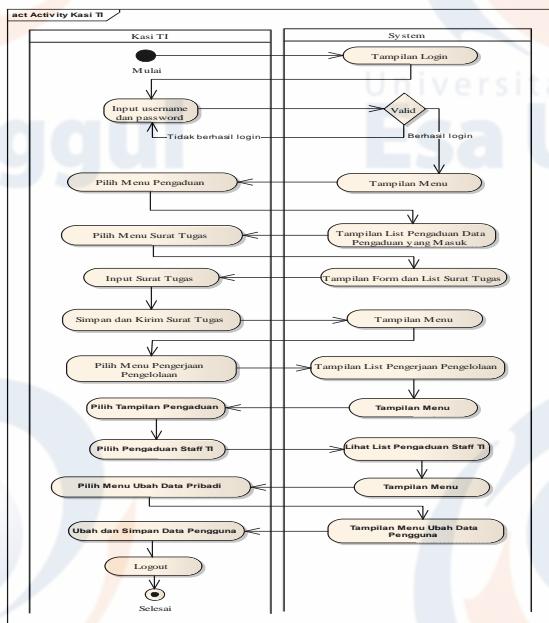 act Activity Kasi TI
Kasi TI
System
Mulai
Tampilan Login
Universita
Input username
dan password
Valid
Tidak berhasil login
Berhasil login
nggul
Esa U
Pilih Menu Pengaduan
Tampilan Menu
Pilih Menu Surat Tugas
Tampilan List Pengaduan Data
Pengaduan yang Masuk
Input Surat Tugas
Tampilan Form dan List Surat Tugas
Simpan dan Kirim Surat Tugas
Tampilan Menu
Pilih Menu Pengerjaan
Pengelolaan
Tampilan List Pengerjaan Pengelolaan
Pilih Tampilan Pengaduan
Tampilan Menu
Pilih Pengaduan Staff TI
Lihat List Pengaduan Staff TI
Pilih Menu Ubah Data Pribadi
Tampilan Menu
Ubah dan Simpan Data Pengguna
Tampilan Menu Ubah Data
Pengguna
Logout
Selesai